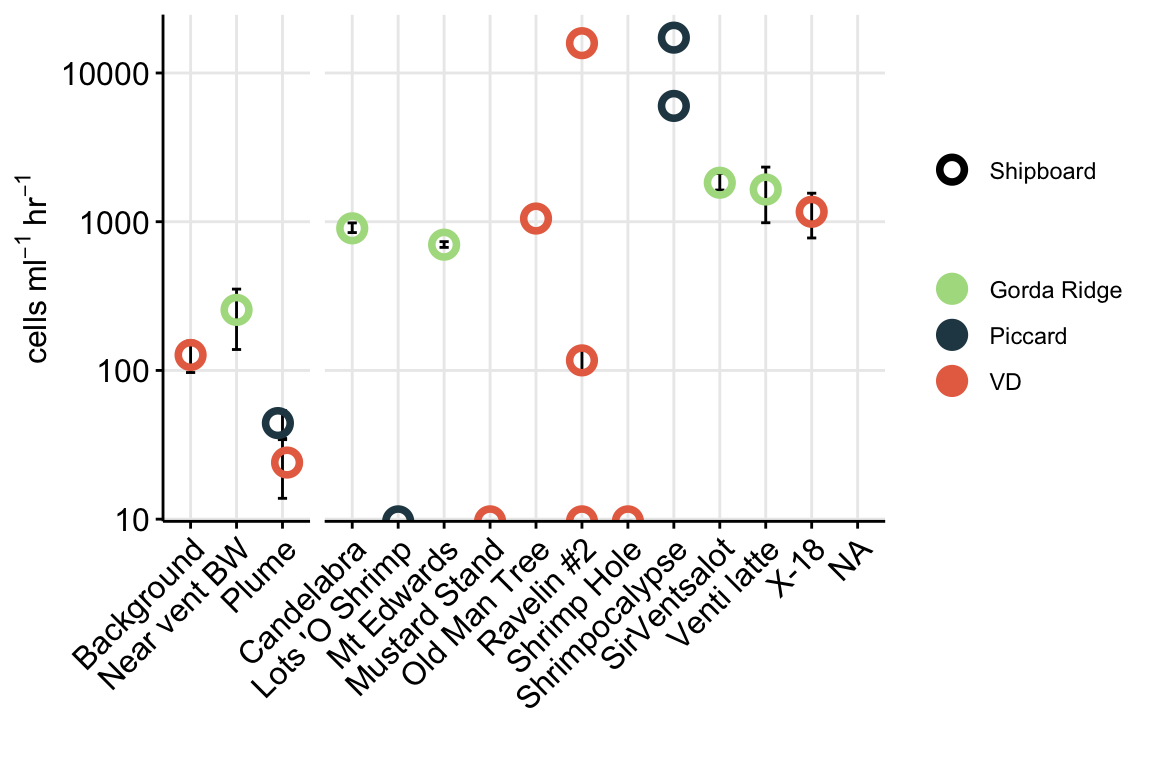 cells ml⁻¹ hr⁻¹
10000
1000
100
10
Background
Near vent BW
Plume
Candelabra
Lots 'O Shrimp
Mt Edwards
Mustard Stand
Old Man Tree
Ravelin #2
Shrimp Hole
Shrimpocalypse
SirVentsalot
Venti latte
X-18
NA
Shipboard
Gorda Ridge
Piccard
VD